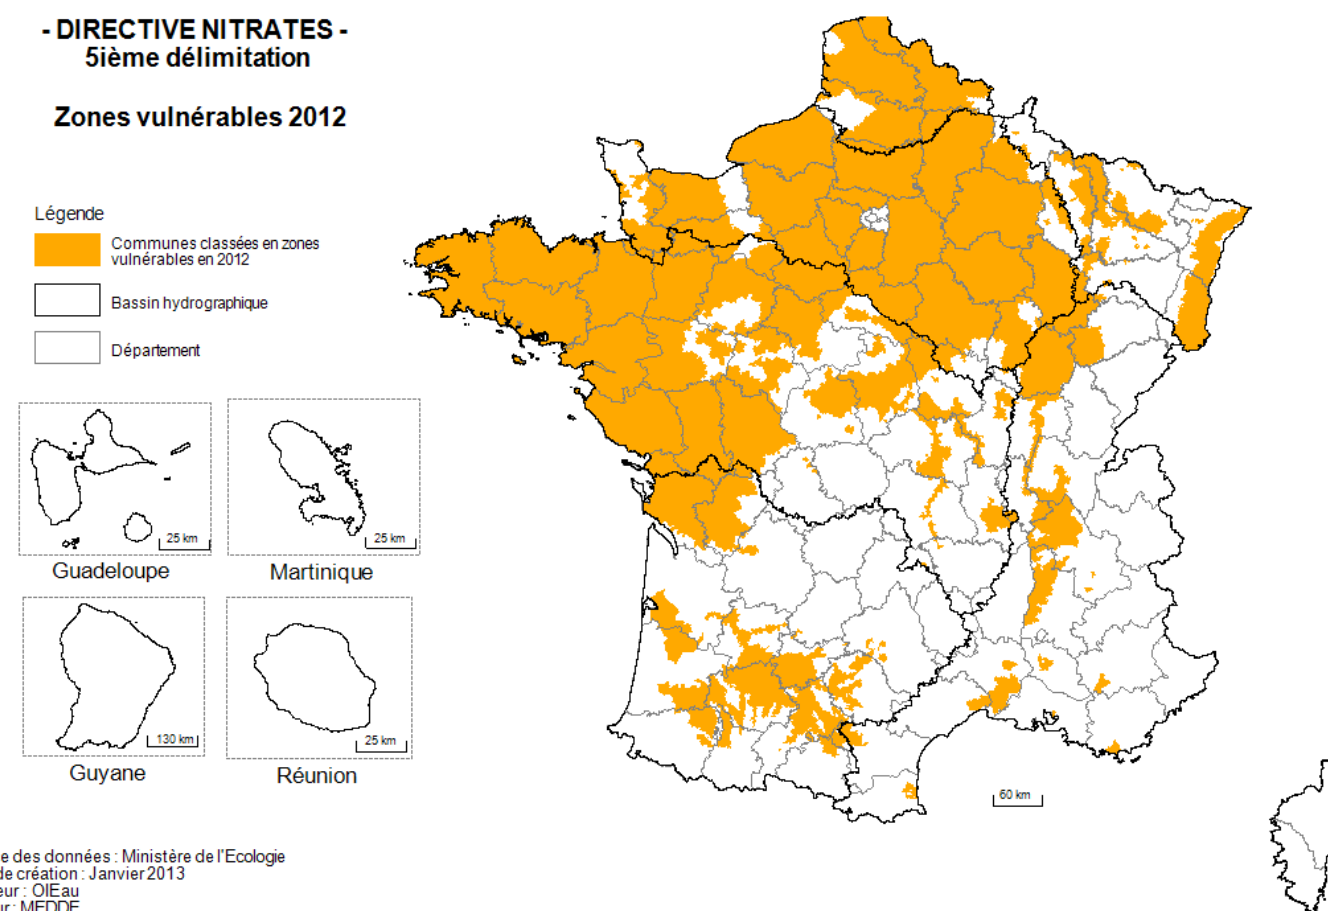 - DIRECTIVE NITRATES -
5ième délimitation
Zones vulnérables 2012
Légende
Communes classées en zones
vulnérables en 2012
Bassin hydrographique
Département
25 km
Guadeloupe
25 km
Martinique
130 km
Guyane
25 km
Réunion
60 km
e des données : Ministère de l'Ecologie
de création : Janvier 2013
eur : OIEau
ur : MEDDE